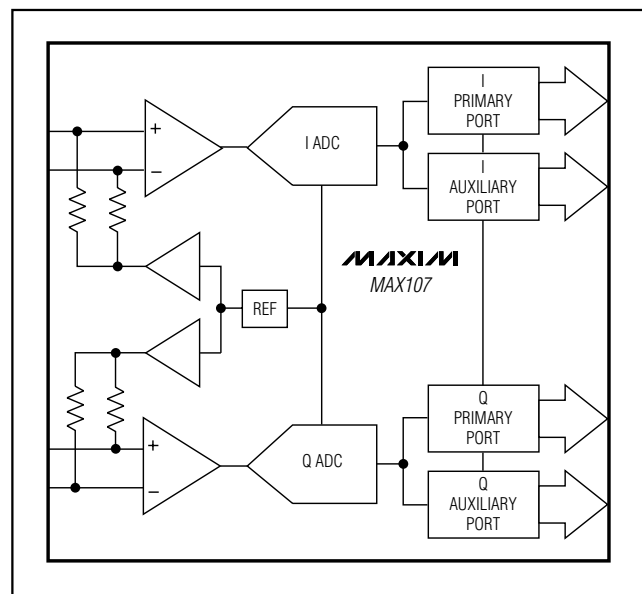 I
PRIMARY
PORT
+
−
I ADC
I
AUXILIARY
PORT
MAXIM
MAX107
REF
Q
PRIMARY
PORT
+
−
Q ADC
Q
AUXILIARY
PORT